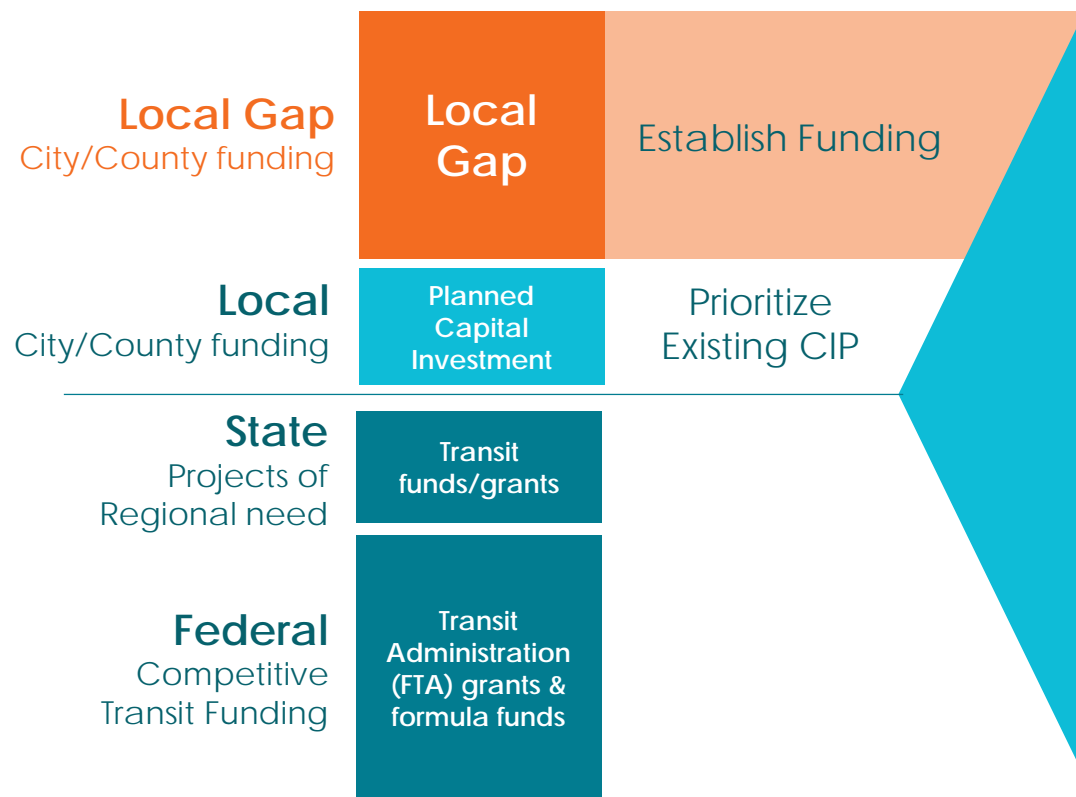 Local Gap
City/County funding
Local
Gap
Establish Funding
Local
City/County funding
Planned
Capital
Investment
Prioritize
Existing CIP
State
Projects of
Regional need
Transit
funds/grants
Federal
Competitive
Transit Funding
Transit
Administration
(FTA) grants &
formula funds